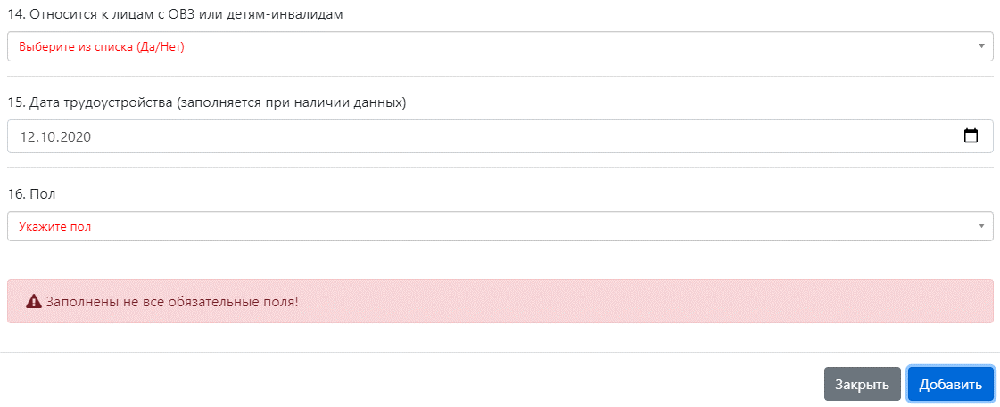 14. Относится к лицам с ОВЗ или детям-инвалидам
Выберите из списка (Да/Нет)
15. Дата трудоустройства (заполняется при наличии данных)
12.10.2020
16. Пол
Укажите пол
Заполнены не все обязательные поля!
Закрыть
Добавить